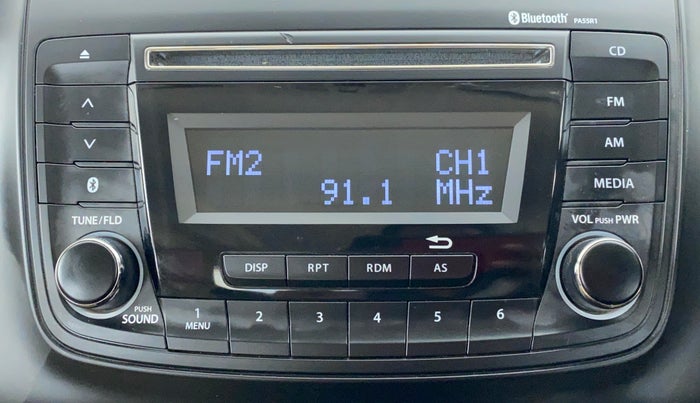 Bluetooth®
PA5SR1
CD
FM
AM
MEDIA
FM2 CH1
91.1 MHz
TUNE/FLD
VOL PUSH PWR
DISP RPT RDM AS
PUSH
SOUND
1 2 3 4 5 6
MENU